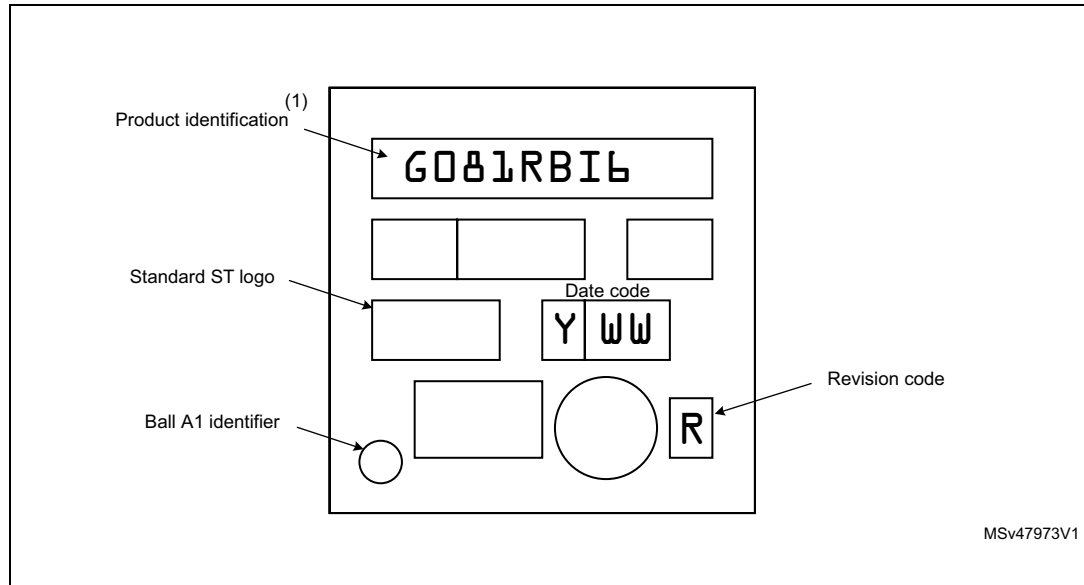 (1)
Product identification
G081RBI6
Standard ST logo
Date code
Y WW
Revision code
Ball A1 identifier
R
MSv47973V1